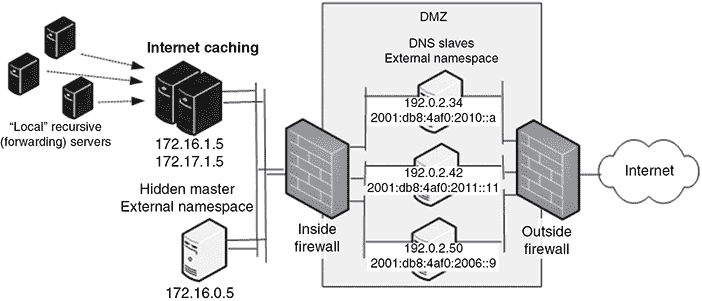 DMZ
Internet caching
DNS slaves
External namespace
192.0.2.34
2001:db8:4af0:2010::a
"Local" recursive
(forwarding) servers
172.16.1.5
172.17.1.5
192.0.2.42
2001:db8:4af0:2011::11
Internet
Hidden master
External namespace
Inside
firewall
Outside
firewall
192.0.2.50
2001:db8:4af0:2006::9
172.16.0.5